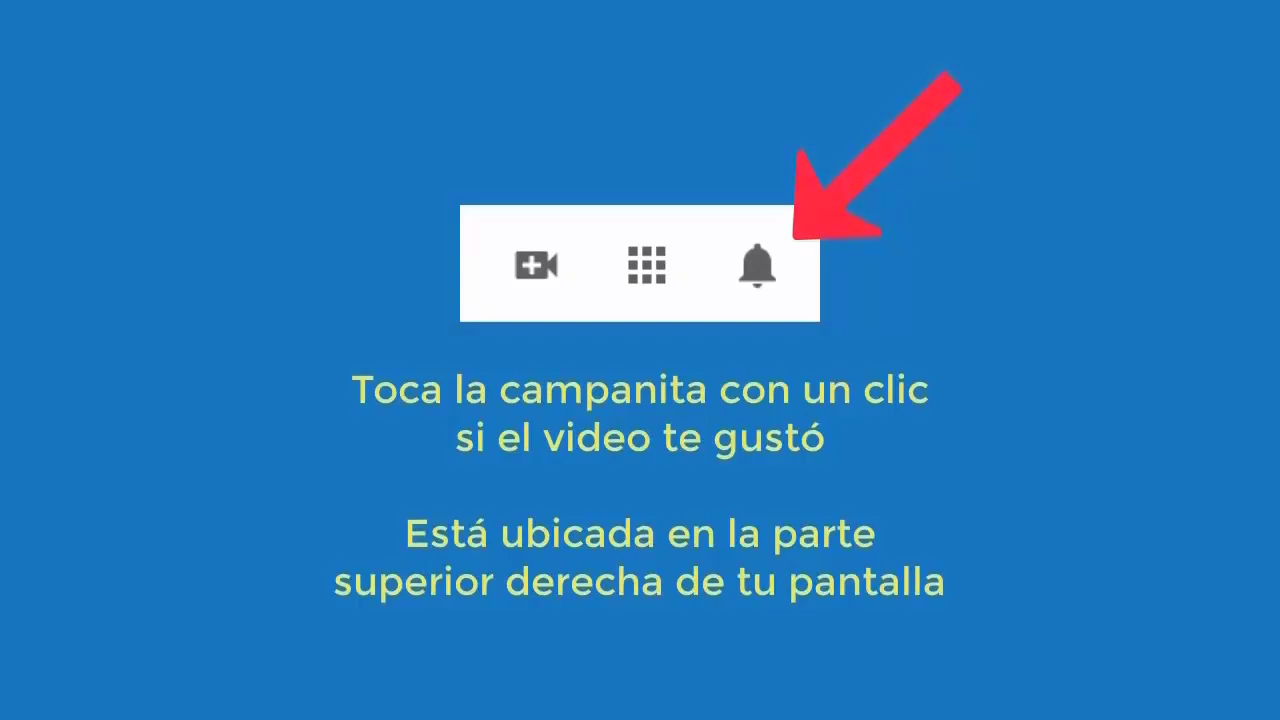 Toca la campanita con un clic
si el video te gustó
Está ubicada en la parte
superior derecha de tu pantalla